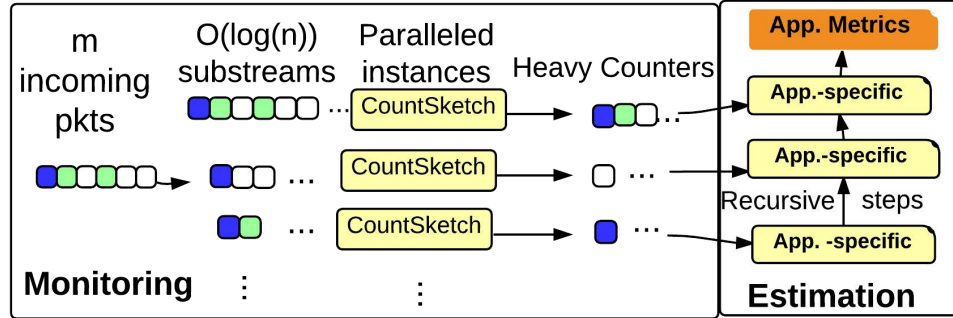 m
incoming
pkts
O(log(n))
substreams
Paralleled
instances
Heavy Counters
...
CountSketch
...
...
CountSketch
...
...
CountSketch
...
Monitoring
...
...
App. Metrics
App.-specific
App.-specific
Recursive steps
App. -specific
Estimation